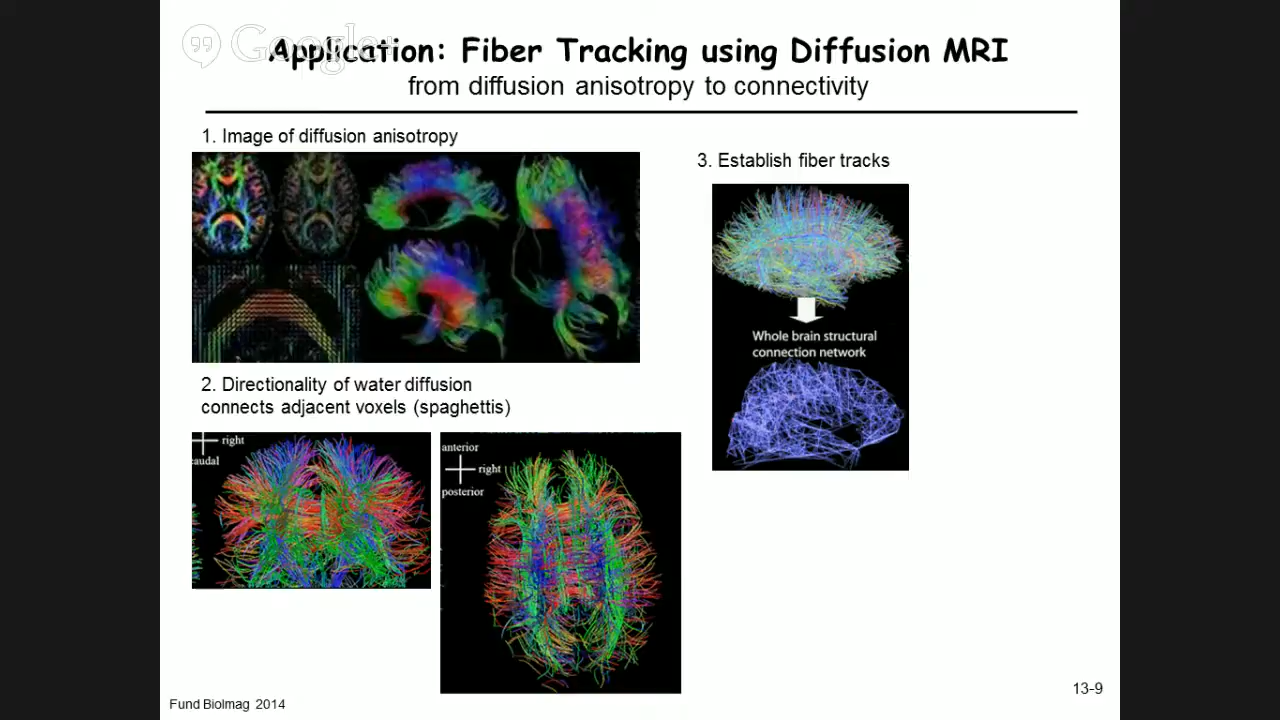 Google+
Application: Fiber Tracking using Diffusion MRI
from diffusion anisotropy to connectivity
1. Image of diffusion anisotropy
3. Establish fiber tracks
Whole brain structural
connection network
2. Directionality of water diffusion
connects adjacent voxels (spaghettis)
right
caudal
anterior
right
posterior
Fund BioImag 2014
13-9